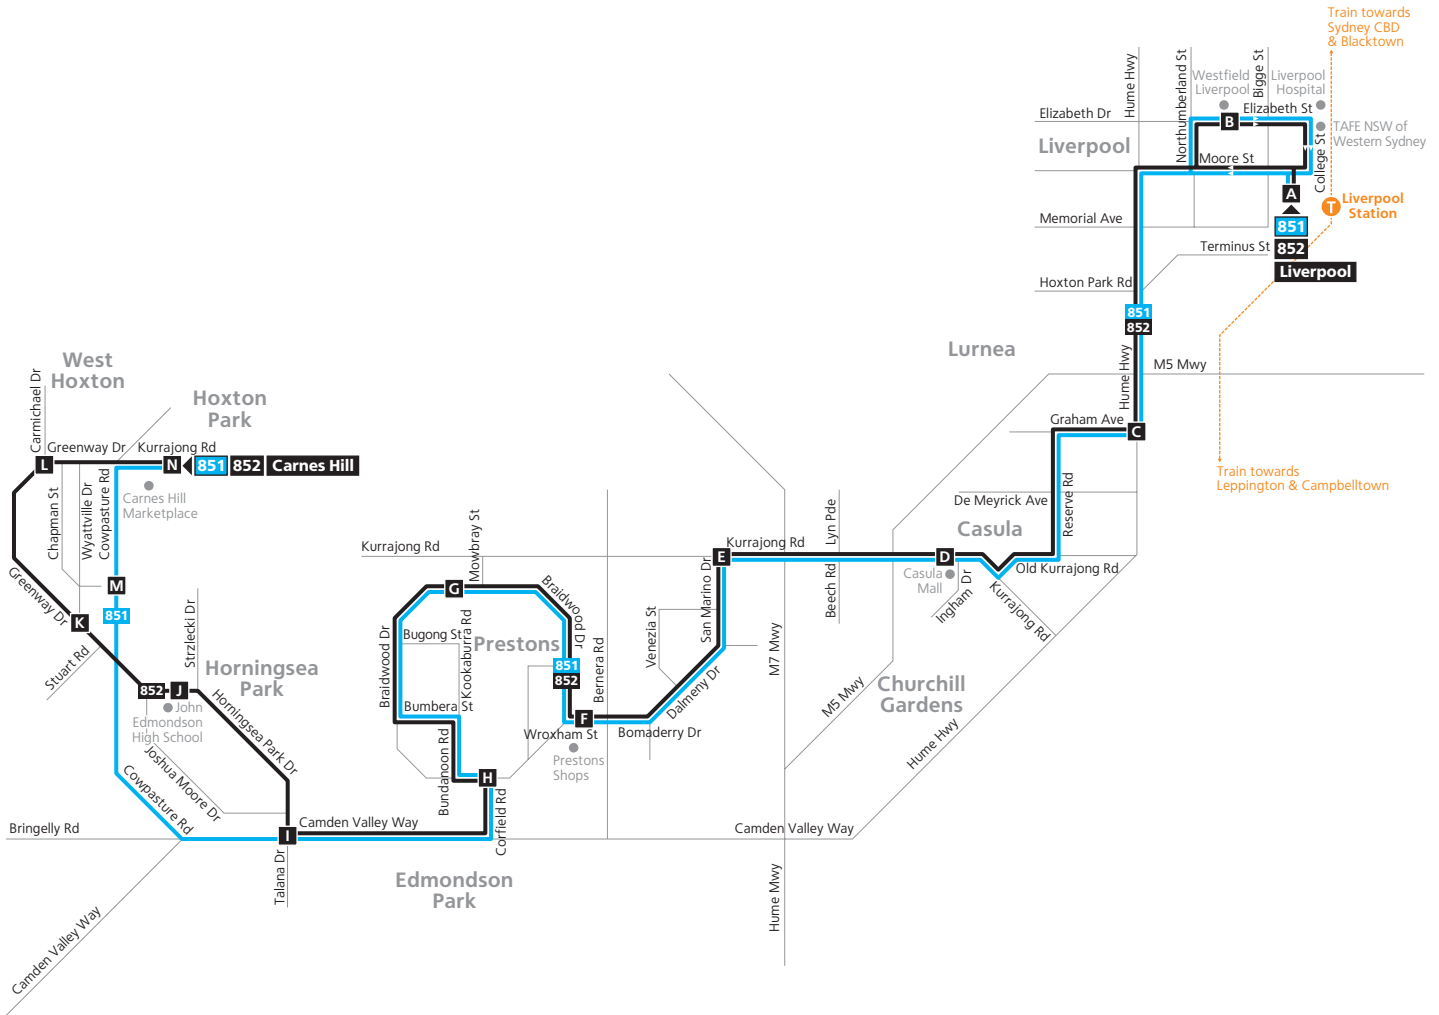 Train towards
Sydney CBD
& Blacktown
Hume Hwy
Northumberland St
Bigge St
Westfield
Liverpool
Liverpool
Hospital
Elizabeth Dr
Elizabeth St
B
TAFE NSW of
Western Sydney
Liverpool
Moore St
College St
A
T
Liverpool
Station
Memorial Ave
851
Terminus St
852
Liverpool
Hoxton Park Rd
851
852
Lurnea
West
Hoxton
M5 Mwy
Hume Hwy
Carmichael Dr
Hoxton
Park
Graham Ave
C
Greenway Dr
Kurrajong Rd
L
N
851
852
Carnes Hill
Train towards
Leppington & Campbelltown
Carnes Hill
Marketplace
Chapman St
Wyattville Dr
Cowpasture Rd
De Meyrick Ave
Reserve Rd
Casula
Lyn Pde
Mowbray St
Kurrajong Rd
E
Kurrajong Rd
D
Old Kurrajong Rd
Casula
Mall
Ingham Dr
Kurrajong Rd
Beech Rd
M
G
Braidwood Dr
Greenway Dr
851
K
San Marino Dr
Venezia St
Strzlecki Dr
Bugong St
Kookaburra Rd
Prestons
Braidwood Dr
Stuart Rd
Horningsea
Park
851
852
Bernera Rd
M7 Mwy
852
J
Dalmeny Dr
M5 Mwy
Churchill
Gardens
John
Edmondson
High School
Horningsea Park Dr
Bumbera St
F
Wroxham St
Bomaderry Dr
Hume Hwy
Joshua Moore Dr
Bundanoon Rd
Prestons
Shops
H
Cowpasture Rd
Corfield Rd
Bringelly Rd
I
Camden Valley Way
Camden Valley Way
Talana Dr
Edmondson
Park
Hume Mwy
Camden Valley Way